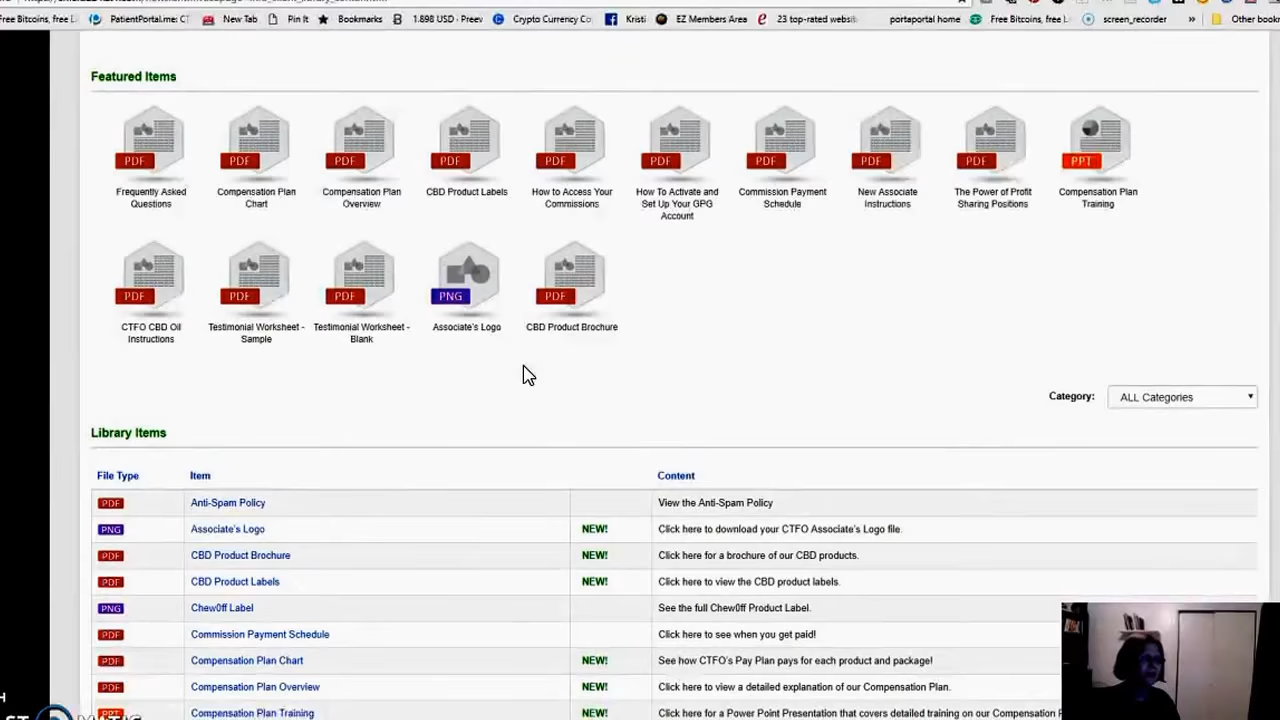 Free Bitcoins, free l PatientPortal.me: CT New Tab Pin It Bookmarks 1.898 USD - Preev Crypto Currency Co Kristi EZ Members Area 23 top-rated websit portaportal home Free Bitcoins, free l screen_recorder » Other book
Featured Items
PDF PDF PDF PDF PDF PDF PDF PDF PDF PPT
Frequently Asked Questions
Compensation Plan Chart
Compensation Plan Overview
CBD Product Labels
How to Access Your Commissions
How To Activate and Set Up Your GPG Account
Commission Payment Schedule
New Associate Instructions
The Power of Profit Sharing Positions
Compensation Plan Training
PDF PDF PDF PNG PDF
CTFO CBD Oil Instructions
Testimonial Worksheet - Sample
Testimonial Worksheet - Blank
Associate's Logo
CBD Product Brochure
Category: ALL Categories
Library Items
File Type Item Content
PDF Anti-Spam Policy View the Anti-Spam Policy
PNG Associate's Logo NEW! Click here to download your CTFO Associate's Logo file.
PDF CBD Product Brochure NEW! Click here for a brochure of our CBD products.
PDF CBD Product Labels NEW! Click here to view the CBD product labels.
PNG Chew0ff Label See the full Chew0ff Product Label.
PDF Commission Payment Schedule Click here to see when you get paid!
PDF Compensation Plan Chart NEW! See how CTFO's Pay Plan pays for each product and package!
PDF Compensation Plan Overview NEW! Click here to view a detailed explanation of our Compensation Plan.
PPT Compensation Plan Training NEW! Click here for a Power Point Presentation that covers detailed training on our Compensation P